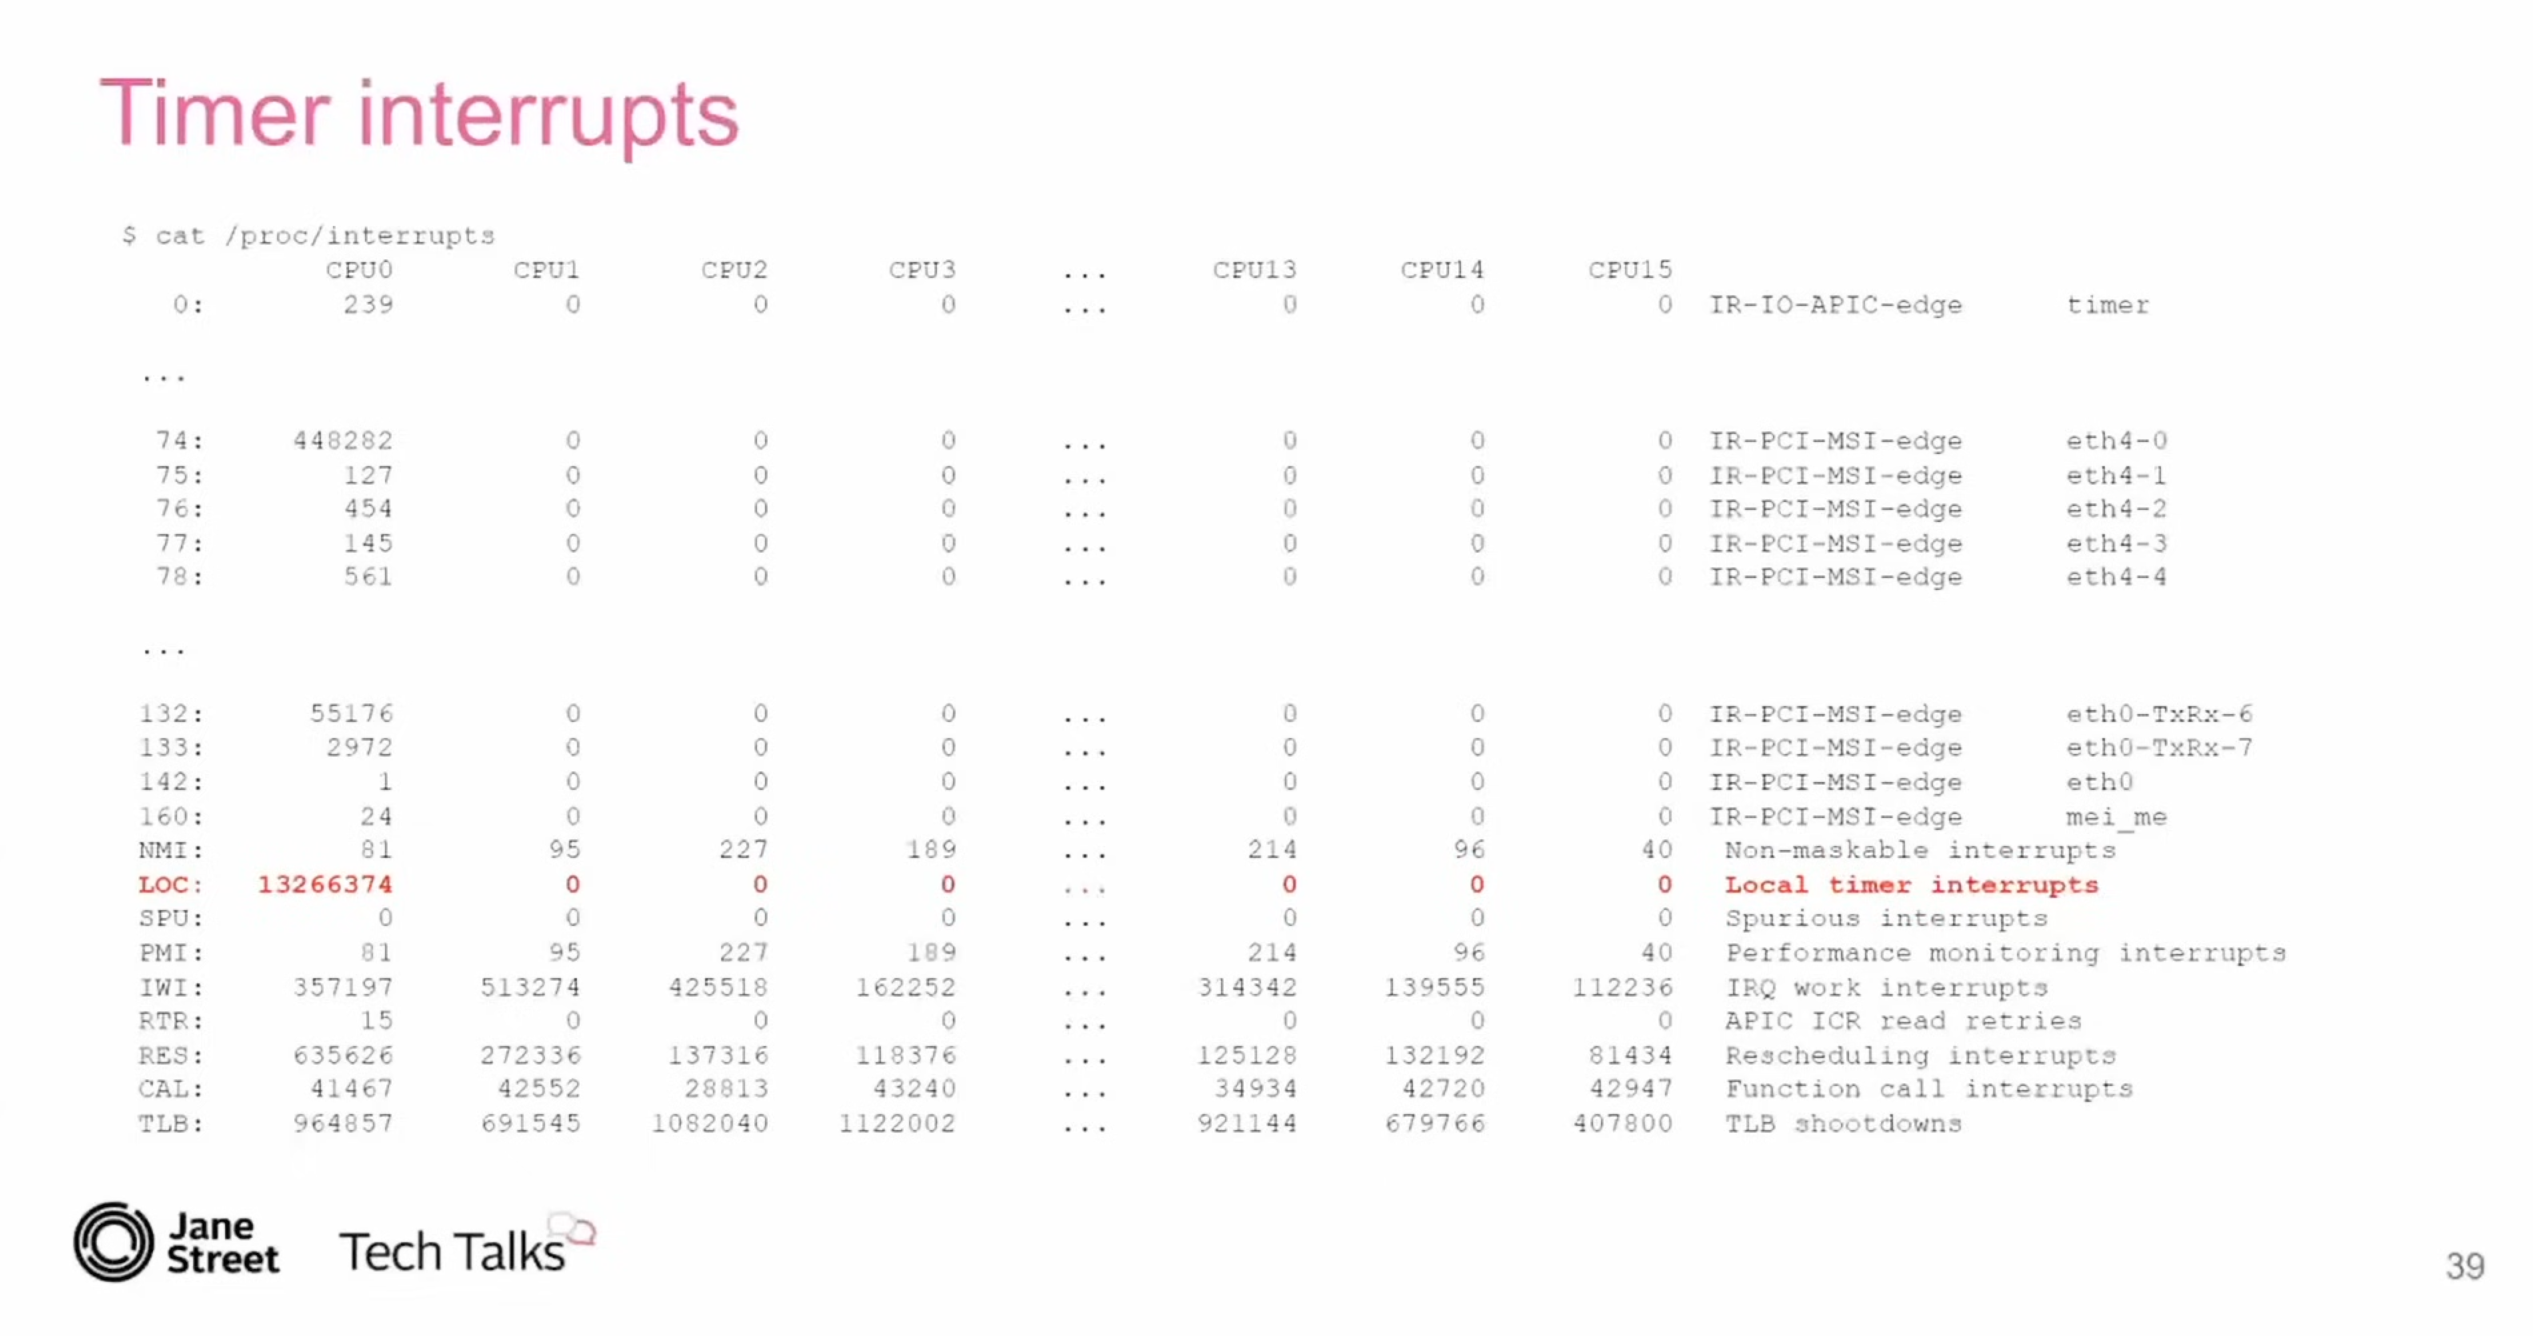 Timer interrupts
$ cat /proc/interrupts
CPU0 CPU1 CPU2 CPU3 ... CPU13 CPU14 CPU15
0: 239 0 0 0 ... 0 0 0 IR-IO-APIC-edge timer
...
74: 448282 0 0 0 ... 0 0 0 IR-PCI-MSI-edge eth4-0
75: 127 0 0 0 ... 0 0 0 IR-PCI-MSI-edge eth4-1
76: 454 0 0 0 ... 0 0 0 IR-PCI-MSI-edge eth4-2
77: 145 0 0 0 ... 0 0 0 IR-PCI-MSI-edge eth4-3
78: 561 0 0 0 ... 0 0 0 IR-PCI-MSI-edge eth4-4
...
132: 55176 0 0 0 ... 0 0 0 IR-PCI-MSI-edge eth0-TxRx-6
133: 2972 0 0 0 ... 0 0 0 IR-PCI-MSI-edge eth0-TxRx-7
142: 1 0 0 0 ... 0 0 0 IR-PCI-MSI-edge eth0
160: 24 0 0 0 ... 0 0 0 IR-PCI-MSI-edge mei_me
NMI: 81 95 227 189 ... 214 96 40 Non-maskable interrupts
LOC: 13266374 0 0 0 ... 0 0 0 Local timer interrupts
SPU: 0 0 0 0 ... 0 0 0 Spurious interrupts
PMI: 81 95 227 189 ... 214 96 40 Performance monitoring interrupts
IWI: 357197 513274 425518 162252 ... 314342 139555 112236 IRQ work interrupts
RTR: 15 0 0 0 ... 0 0 0 APIC ICR read retries
RES: 635626 272336 137316 118376 ... 125128 132192 81434 Rescheduling interrupts
CAL: 41467 42552 28813 43240 ... 34934 42720 42947 Function call interrupts
TLB: 964857 691545 1082040 1122002 ... 921144 679766 407800 TLB shootdowns
Jane
Street
Tech Talks
39